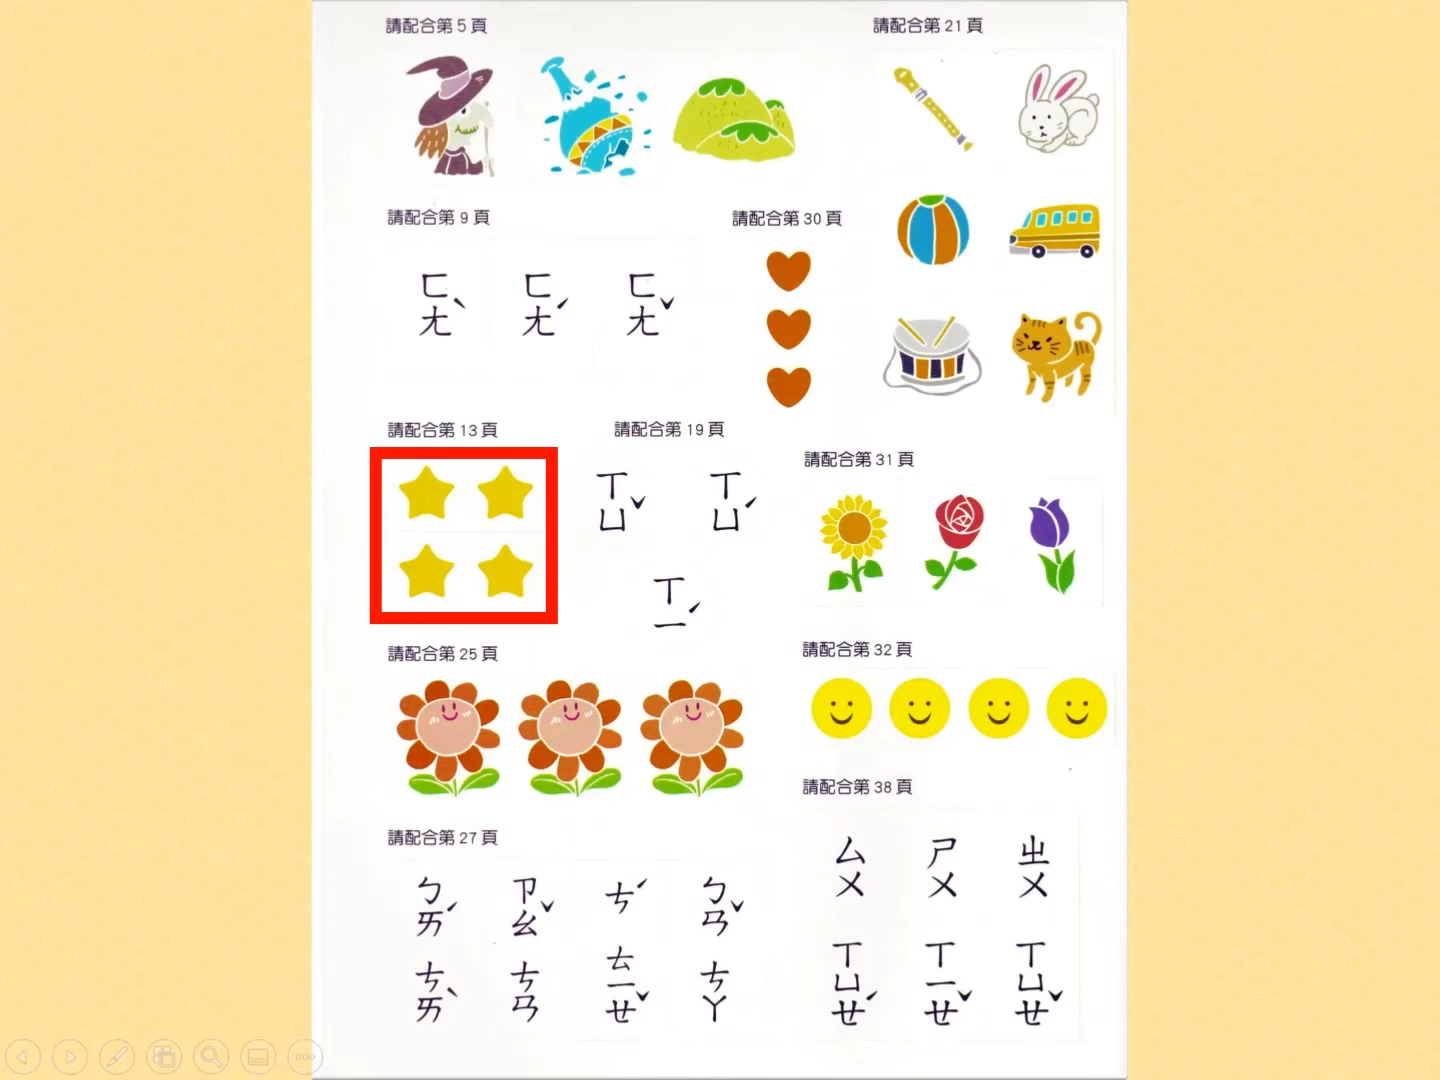 請配合第 5 頁
請配合第 21 頁
請配合第 9 頁
ㄈㄤˋ ㄈㄤˊ ㄈㄤˇ
請配合第 30 頁
請配合第 13 頁
請配合第 19 頁
ㄒㄩˇ ㄒㄩˊ
ㄒㄧˊ
請配合第 31 頁
請配合第 25 頁
請配合第 32 頁
請配合第 27 頁
ㄅㄞˊ ㄗㄠˇ ㄘˊ ㄅㄢˇ
ㄘㄞˋ ㄘㄢ ㄊㄧㄝˇ ㄘㄚ
請配合第 38 頁
ㄙㄨ ㄕㄨ ㄓㄨ
ㄒㄩㄝˊ ㄒㄧㄝˇ ㄒㄩㄝˇ